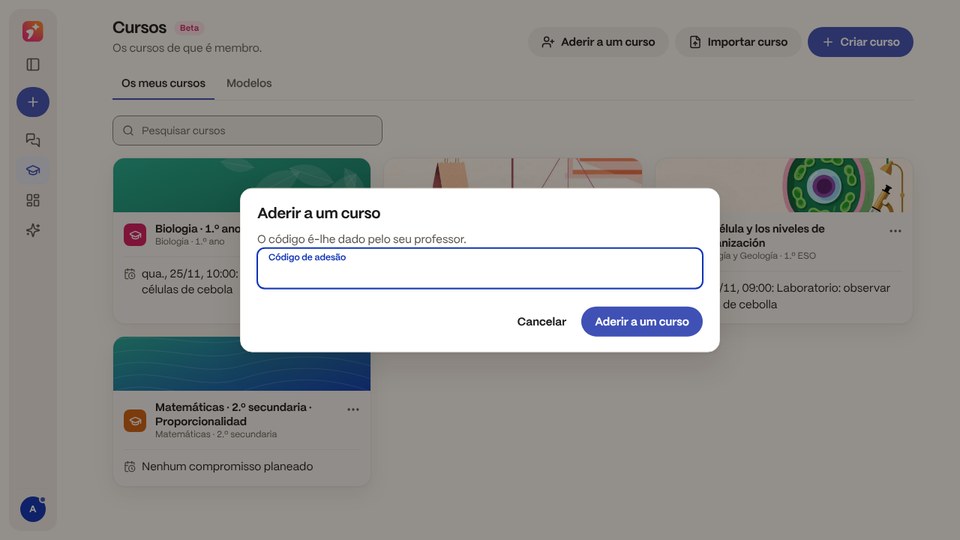 Cursos
Beta
Os cursos de que é membro.
Aderir a um curso
Importar curso
Criar curso
Os meus cursos
Modelos
Pesquisar cursos
Biologia · 1.º ano
Biologia · 1.º ano
qua., 25/11, 10:00:
células de cebola
élula y los niveles de
anización
gía y Geología · 1.º ESO
/11, 09:00: Laboratorio: observar
de cebolla
Aderir a um curso
O código é-lhe dado pelo seu professor.
Código de adesão
Cancelar
Aderir a um curso
Matemáticas · 2.º secundaria ·
Proporcionalidad
Matemáticas · 2.º secundaria
Nenhum compromisso planeado
A